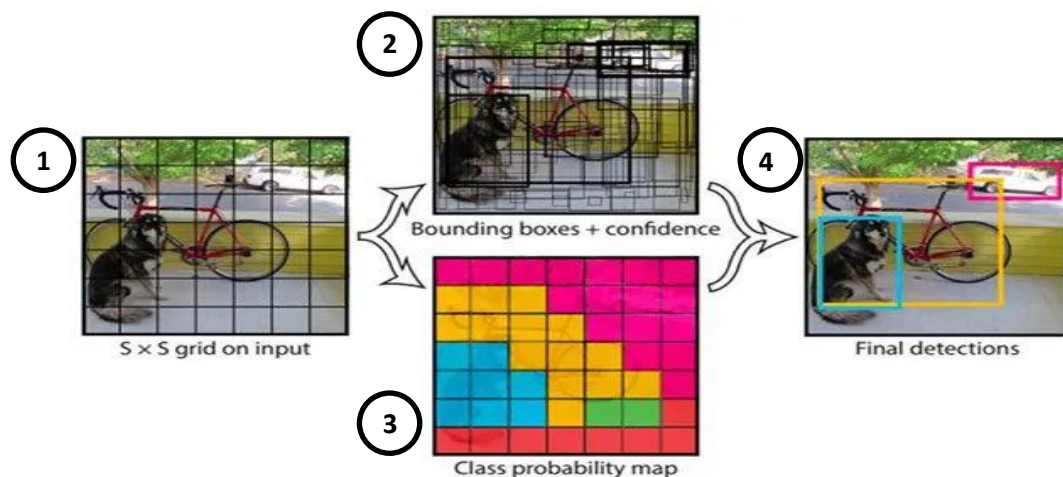 1
S × S grid on input
2
Bounding boxes + confidence
3
Class probability map
4
Final detections